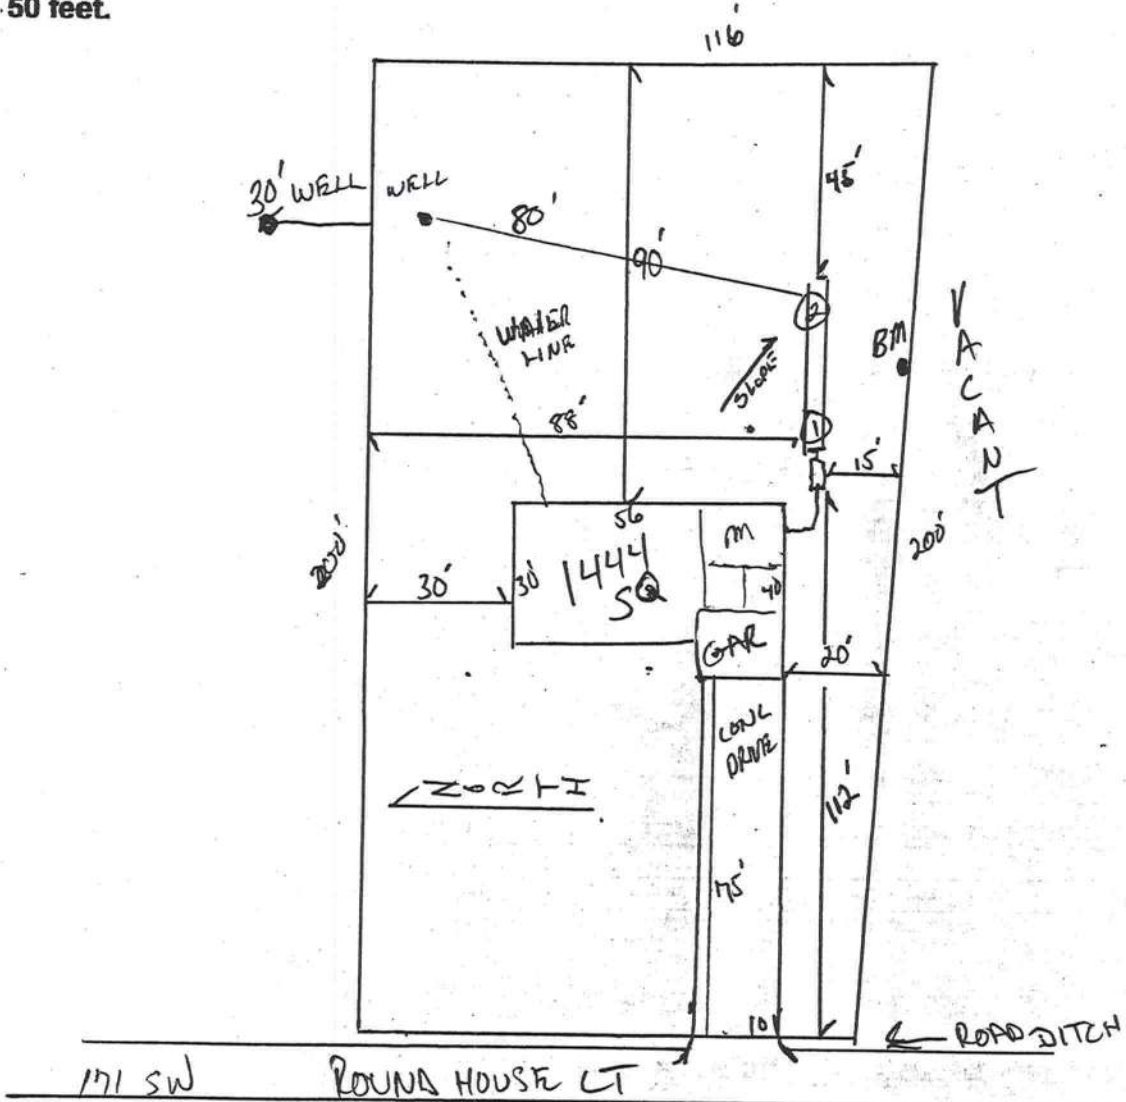 50 feet.
116'
45'
30' WELL
WELL
80'
90'
WATER
LINE
SLOPE
2
BM
VACANT
88'
1
15'
56
M
200'
200'
30'
30'
1444
40
GAR
20'
NORTH
CONC
DRIVE
112'
75'
10'
ROAD DITCH
171 SW ROUND HOUSE CT